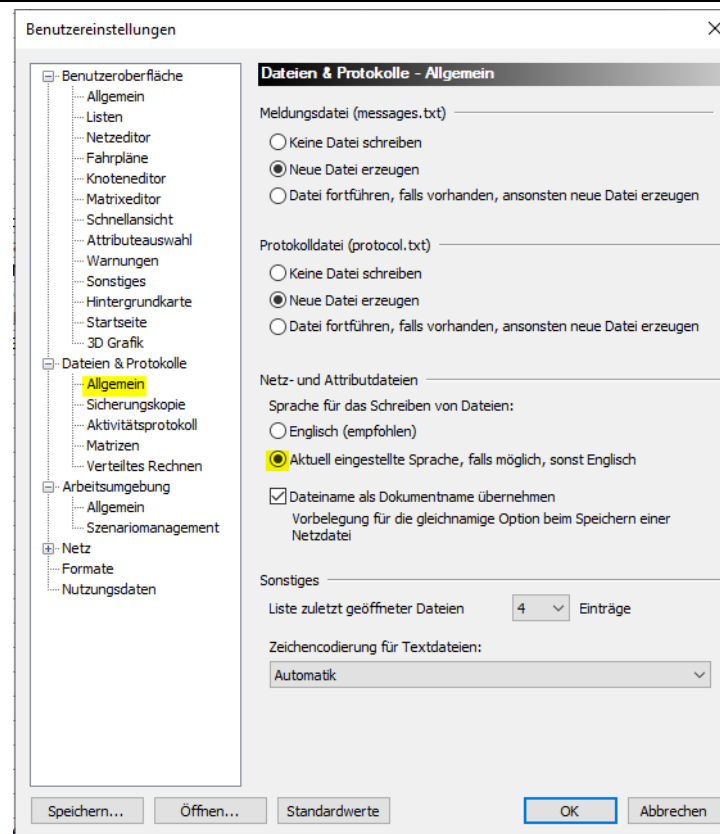 Benutzereinstellungen
Benutzeroberfläche
Allgemein
Listen
Netzeditor
Fahrpläne
Knoteneditor
Matrixeditor
Schnellansicht
Attributeauswahl
Warnungen
Sonstiges
Hintergrundkarte
Startseite
3D Grafik
Dateien & Protokolle
Allgemein
Sicherungskopie
Aktivitätsprotokoll
Matrizen
Verteiltes Rechnen
Arbeitsumgebung
Allgemein
Szenariomanagement
Netz
Formate
Nutzungsdaten
Dateien & Protokolle - Allgemein
Meldungsdatei (messages.txt)
Keine Datei schreiben
Neue Datei erzeugen
Datei fortführen, falls vorhanden, ansonsten neue Datei erzeugen
Protokolldatei (protocol.txt)
Keine Datei schreiben
Neue Datei erzeugen
Datei fortführen, falls vorhanden, ansonsten neue Datei erzeugen
Netz- und Attributdateien
Sprache für das Schreiben von Dateien:
Englisch (empfohlen)
Aktuell eingestellte Sprache, falls möglich, sonst Englisch
Dateiname als Dokumentname übernehmen
Vorbelegung für die gleichnamige Option beim Speichern einer
Netzdatei
Sonstiges
Liste zuletzt geöffneter Dateien 4 Einträge
Zeichencodierung für Textdateien:
Automatik
Speichern... Öffnen... Standardwerte OK Abbrechen